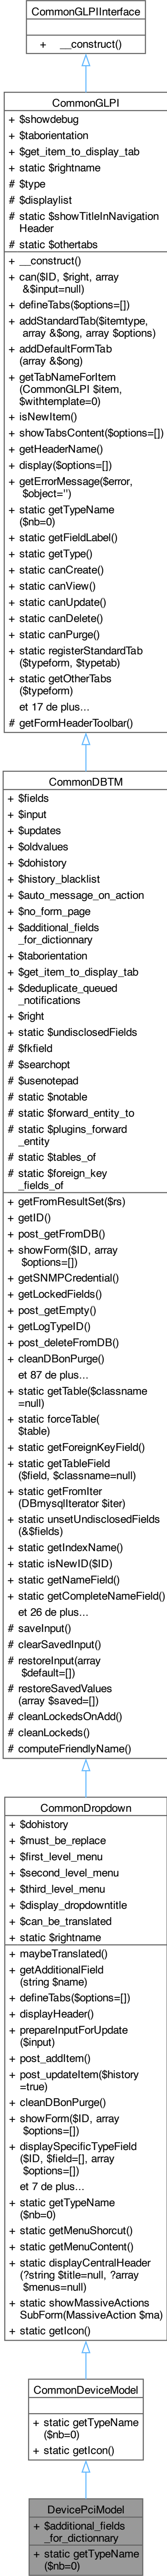 CommonGLPIInterface
+ __construct()
CommonGLPI
+ $showdebug
+ $taborientation
+ $get_item_to_display_tab
+ static $rightname
# $type
# $displaylist
# static $showTitleInNavigation
Header
# static $othertabs
+ __construct()
+ can($ID, $right, array
&$input=null)
+ defineTabs($options=[])
+ addStandardTab($itemtype,
array &$ong, array $options)
+ addDefaultFormTab
(array &$ong)
+ getTabNameForItem
(CommonGLPI $item,
$withtemplate=0)
+ isNewItem()
+ showTabsContent($options=[])
+ getHeaderName()
+ display($options=[])
+ getErrorMessage($error,
$object='')
+ static getTypeName
($nb=0)
+ static getFieldLabel()
+ static getType()
+ static canCreate()
+ static canView()
+ static canUpdate()
+ static canDelete()
+ static canPurge()
+ static registerStandardTab
($typeform, $typetab)
+ static getOtherTabs
($typeform)
et 17 de plus...
# getFormHeaderToolbar()
CommonDBTM
+ $fields
+ $input
+ $updates
+ $oldvalues
+ $dohistory
+ $history_blacklist
+ $auto_message_on_action
+ $no_form_page
+ $additional_fields
_for_dictionnary
+ $taborientation
+ $get_item_to_display_tab
+ $deduplicate_queued
_notifications
+ $right
+ static $undisclosedFields
# $fkfield
# $searchopt
# $usenotepad
# static $notable
# static $forward_entity_to
# static $plugins_forward
_entity
# static $tables_of
# static $foreign_key
_fields_of
+ getFromResultSet($rs)
+ getID()
+ post_getFromDB()
+ showForm($ID, array
$options=[])
+ getSNMPCredential()
+ getLockedFields()
+ post_getEmpty()
+ getLogTypeID()
+ post_deleteFromDB()
+ cleanDBonPurge()
et 87 de plus...
+ static getTable($classname
=null)
+ static forceTable(
$table)
+ static getForeignKeyField()
+ static getTableField
($field, $classname=null)
+ static getFromIter
(DBmysqlIterator $iter)
+ static unsetUndisclosedFields
(&$fields)
+ static getIndexName()
+ static isNewID($ID)
+ static getNameField()
+ static getCompleteNameField()
et 26 de plus...
# saveInput()
# clearSavedInput()
# restoreInput(array
$default=[])
# restoreSavedValues
(array $saved=[])
# cleanLockedsOnAdd()
# cleanLockeds()
# computeFriendlyName()
CommonDropdown
+ $dohistory
+ $must_be_replace
+ $first_level_menu
+ $second_level_menu
+ $third_level_menu
+ $display_dropdowntitle
+ $can_be_translated
+ static $rightname
+ maybeTranslated()
+ getAdditionalField
(string $name)
+ defineTabs($options=[])
+ displayHeader()
+ prepareInputForUpdate
($input)
+ post_addItem()
+ post_updateItem($history
=true)
+ cleanDBonPurge()
+ showForm($ID, array
$options=[])
+ displaySpecificTypeField
($ID, $field=[], array
$options=[])
et 7 de plus...
+ static getTypeName
($nb=0)
+ static getMenuShorcut()
+ static getMenuContent()
+ static displayCentralHeader
(?string $title=null, ?array
$menus=null)
+ static showMassiveActions
SubForm(MassiveAction $ma)
+ static getIcon()
CommonDeviceModel
+ static getTypeName
($nb=0)
+ static getIcon()
DevicePciModel
+ $additional_fields
_for_dictionnary
+ static getTypeName
($nb=0)